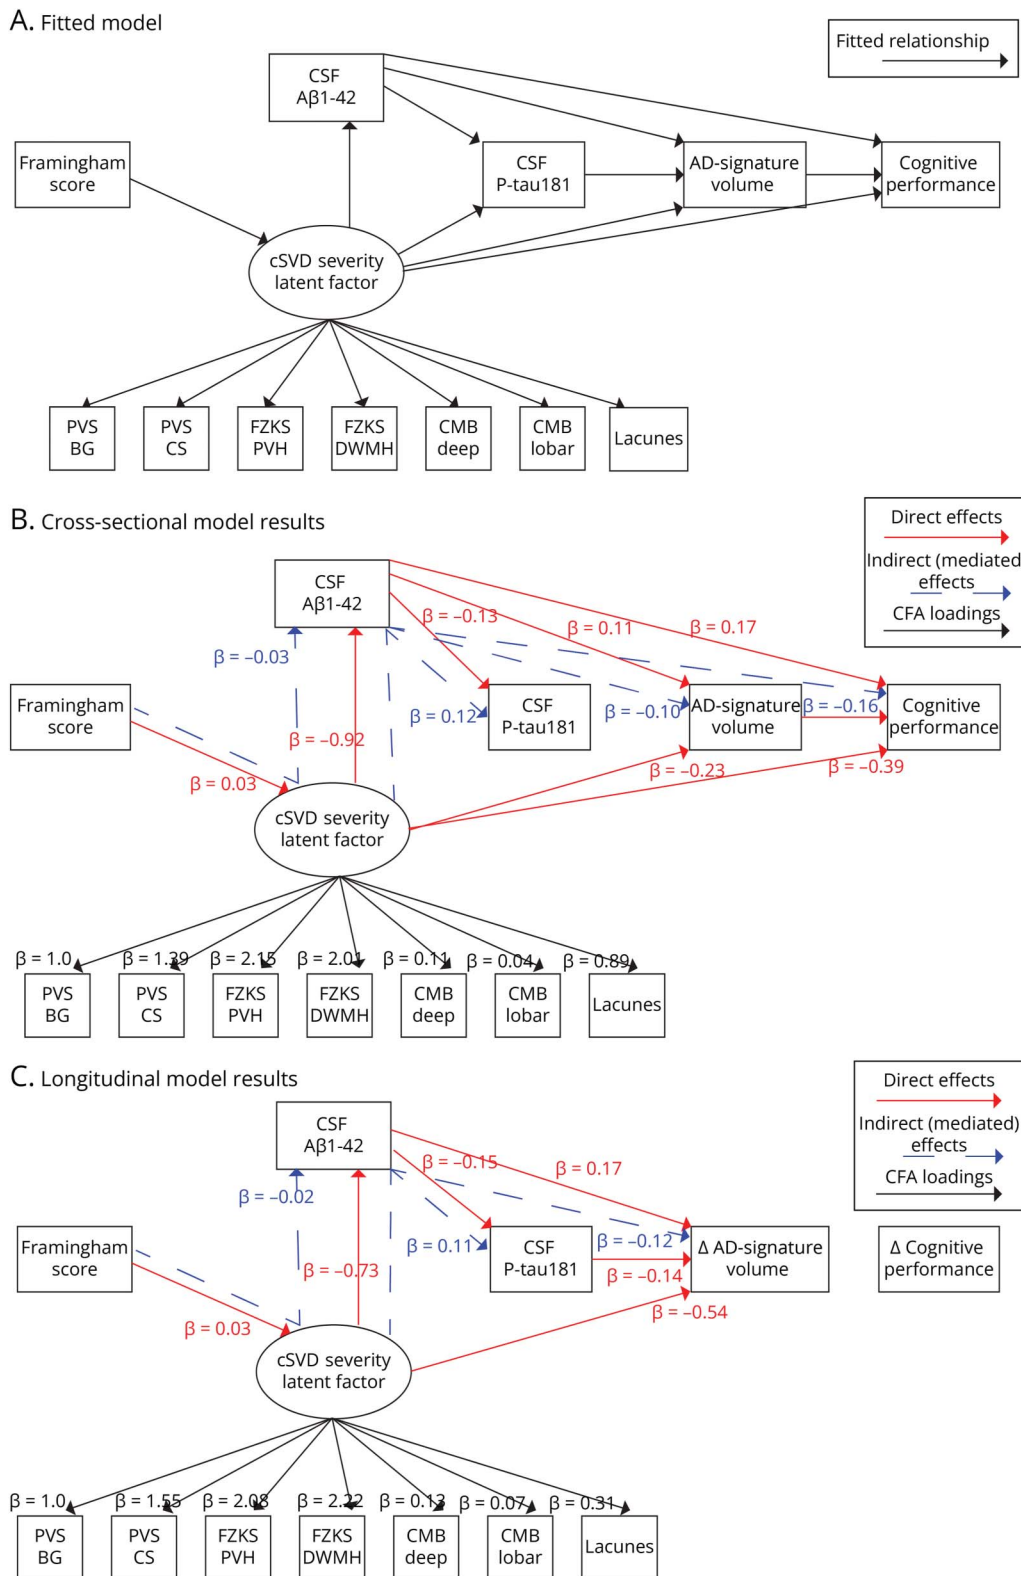 A. Fitted model
Fitted relationship
CSF
Aβ1-42
Framingham
score
CSF
P-tau181
AD-signature
volume
Cognitive
performance
cSVD severity
latent factor
PVS
BG
PVS
CS
FZKS
PVH
FZKS
DWMH
CMB
deep
CMB
lobar
Lacunes
B. Cross-sectional model results
Direct effects
Indirect (mediated)
effects
CFA loadings
CSF
Aβ1-42
β = –0.13
β = 0.11
β = 0.17
β = –0.03
Framingham
score
β = 0.12
CSF
P-tau181
β = –0.10
AD-signature
volume
β = –0.16
Cognitive
performance
β = –0.92
β = 0.03
β = –0.23
β = –0.39
cSVD severity
latent factor
β = 1.0
β = 1.39
β = 2.15
β = 2.01
β = 0.11
β = 0.04
β = 0.89
PVS
BG
PVS
CS
FZKS
PVH
FZKS
DWMH
CMB
deep
CMB
lobar
Lacunes
C. Longitudinal model results
Direct effects
Indirect (mediated)
effects
CFA loadings
CSF
Aβ1-42
β = –0.15
β = 0.17
β = –0.02
Framingham
score
β = 0.11
CSF
P-tau181
β = –0.12
Δ AD-signature
volume
Δ Cognitive
performance
β = –0.73
β = –0.14
β = 0.03
β = –0.54
cSVD severity
latent factor
β = 1.0
β = 1.55
β = 2.08
β = 2.22
β = 0.13
β = 0.07
β = 0.31
PVS
BG
PVS
CS
FZKS
PVH
FZKS
DWMH
CMB
deep
CMB
lobar
Lacunes